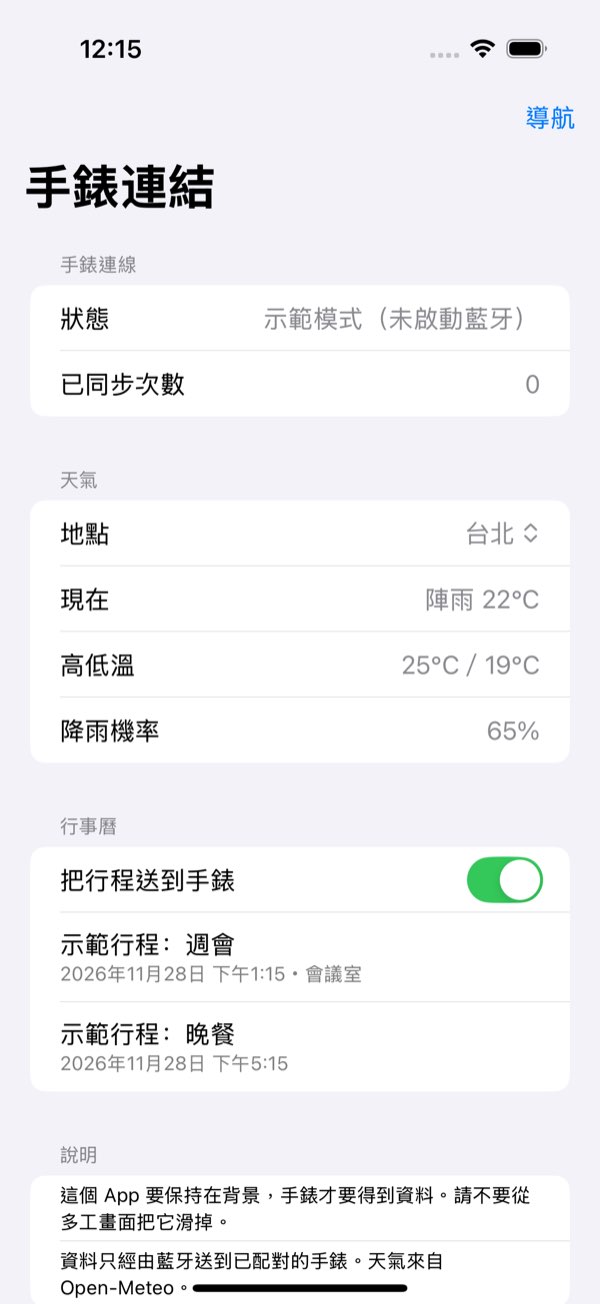 12:15
導航
手錶連結
手錶連線
狀態 示範模式（未啟動藍牙）
已同步次數 0
天氣
地點 台北
現在 陣雨 22°C
高低溫 25°C / 19°C
降雨機率 65%
行事曆
把行程送到手錶
示範行程：週會
2026年11月28日 下午1:15・會議室
示範行程：晚餐
2026年11月28日 下午5:15
說明
這個 App 要保持在背景，手錶才要得到資料。請不要從
多工畫面把它滑掉。
資料只經由藍牙送到已配對的手錶。天氣來自
Open-Meteo。